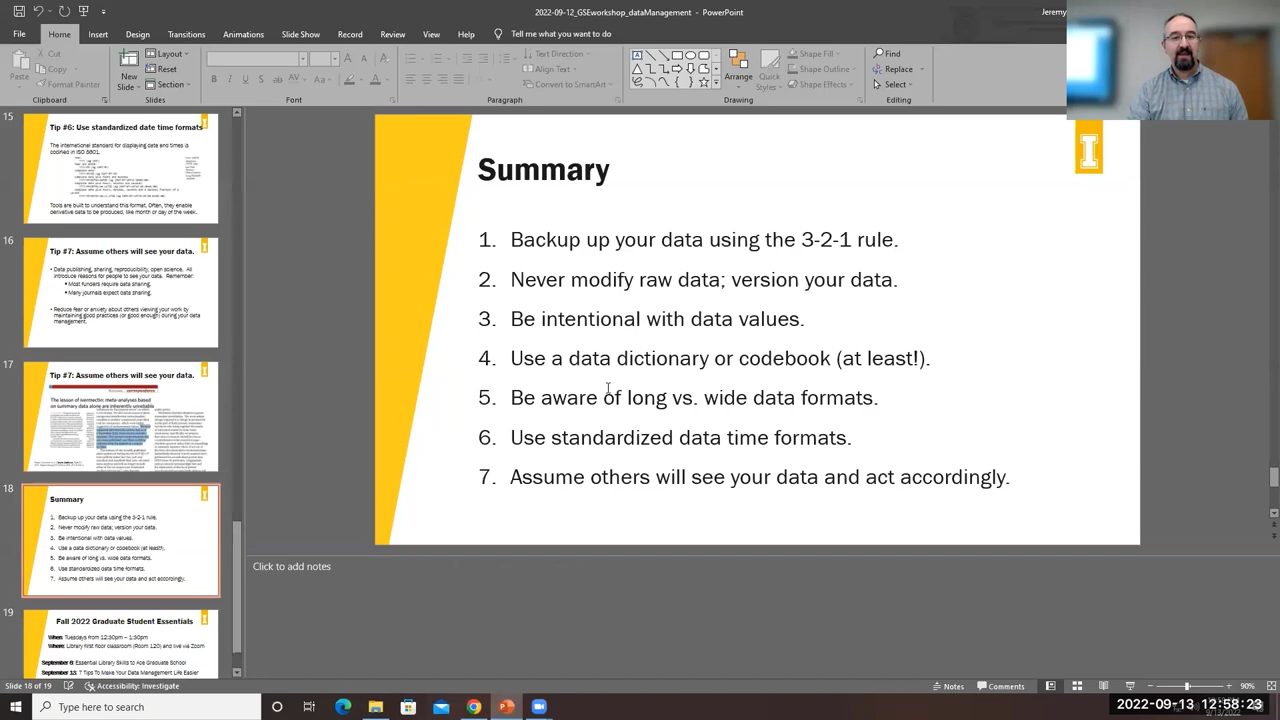 2022-09-12_GSEworkshop_dataManagement - PowerPoint
Jeremy
File Home Insert Design Transitions Animations Slide Show Record Review View Help Tell me what you want to do
Paste
Cut
Copy
Format Painter
Clipboard
New
Slide
Layout
Reset
Section
Slides
B I U S
Font
Text Direction
Align Text
Convert to SmartArt
Paragraph
Arrange
Quick
Styles
Shape Fill
Shape Outline
Shape Effects
Drawing
Find
Replace
Select
Editing
15
Tip #6: Use standardized date time formats
The international standard for displaying date and times is
codified in ISO 8601.
Tools are built to understand this format. Often, they enable
derivative data to be produced, like month or day of the week.
16
Tip #7: Assume others will see your data.
• Data publishing, sharing, reproducibility, open science. All
introduce reasons for people to see your data. Remember:
▪ Most funders require data sharing.
▪ Many journals expect data sharing.
• Reduce fear or anxiety about others viewing your work by
maintaining good practices (or good enough) during your data
management.
17
Tip #7: Assume others will see your data.
correspondence
The lesson of ivermectin: meta-analyses based
on summary data alone are inherently unreliable
18
Summary
1. Backup up your data using the 3-2-1 rule.
2. Never modify raw data; version your data.
3. Be intentional with data values.
4. Use a data dictionary or codebook (at least!).
5. Be aware of long vs. wide data formats.
6. Use standardized data time formats.
7. Assume others will see your data and act accordingly.
19
Fall 2022 Graduate Student Essentials
When: Tuesdays from 12:30pm – 1:30pm
Where: Library first floor classroom (Room 120) and live via Zoom
September 6: Essential Library Skills to Ace Graduate School
September 13: 7 Tips To Make Your Data Management Life Easier
Summary
I
1. Backup up your data using the 3-2-1 rule.
2. Never modify raw data; version your data.
3. Be intentional with data values.
4. Use a data dictionary or codebook (at least!).
5. Be aware of long vs. wide data formats.
6. Use standardized data time
7. Assume others will see your data and act accordingly.
Click to add notes
Slide 18 of 19 Accessibility: Investigate
Notes Comments 90%
Type here to search
2022-09-13 12:58:23